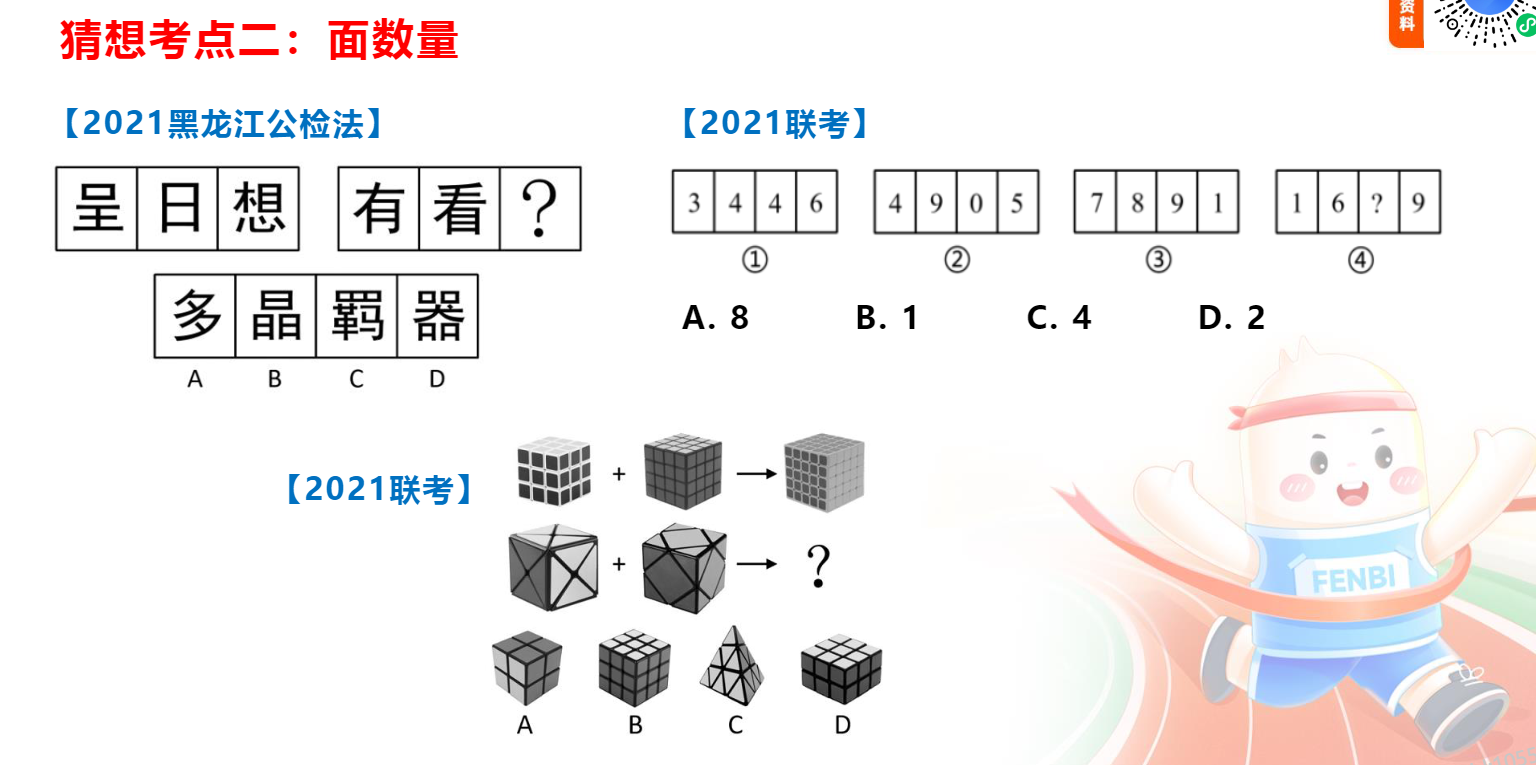 猜想考点二：面数量
资料
【2021黑龙江公检法】
呈 日 想 有 看 ?
多 晶 羁 器
A B C D
【2021联考】
3 4 4 6 4 9 0 5 7 8 9 1 1 6 ? 9
① ② ③ ④
A. 8 B. 1 C. 4 D. 2
【2021联考】
+ →
+ → ?
A B C D
FENBI